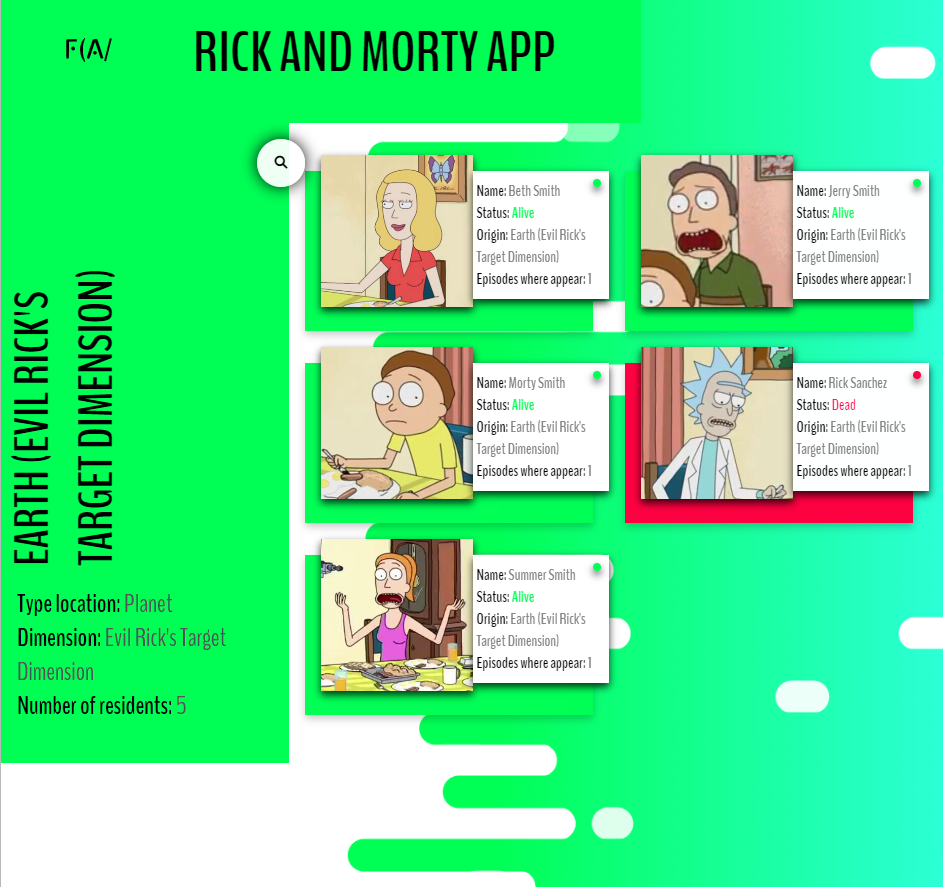 F(A/
RICK AND MORTY APP
EARTH (EVIL RICK'S
TARGET DIMENSION)
Type location: Planet
Dimension: Evil Rick's Target
Dimension
Number of residents: 5
Name: Beth Smith
Status: Alive
Origin: Earth (Evil Rick's
Target Dimension)
Episodes where appear: 1
Name: Jerry Smith
Status: Alive
Origin: Earth (Evil Rick's
Target Dimension)
Episodes where appear: 1
Name: Morty Smith
Status: Alive
Origin: Earth (Evil Rick's
Target Dimension)
Episodes where appear: 1
Name: Rick Sanchez
Status: Dead
Origin: Earth (Evil Rick's
Target Dimension)
Episodes where appear: 1
Name: Summer Smith
Status: Alive
Origin: Earth (Evil Rick's
Target Dimension)
Episodes where appear: 1